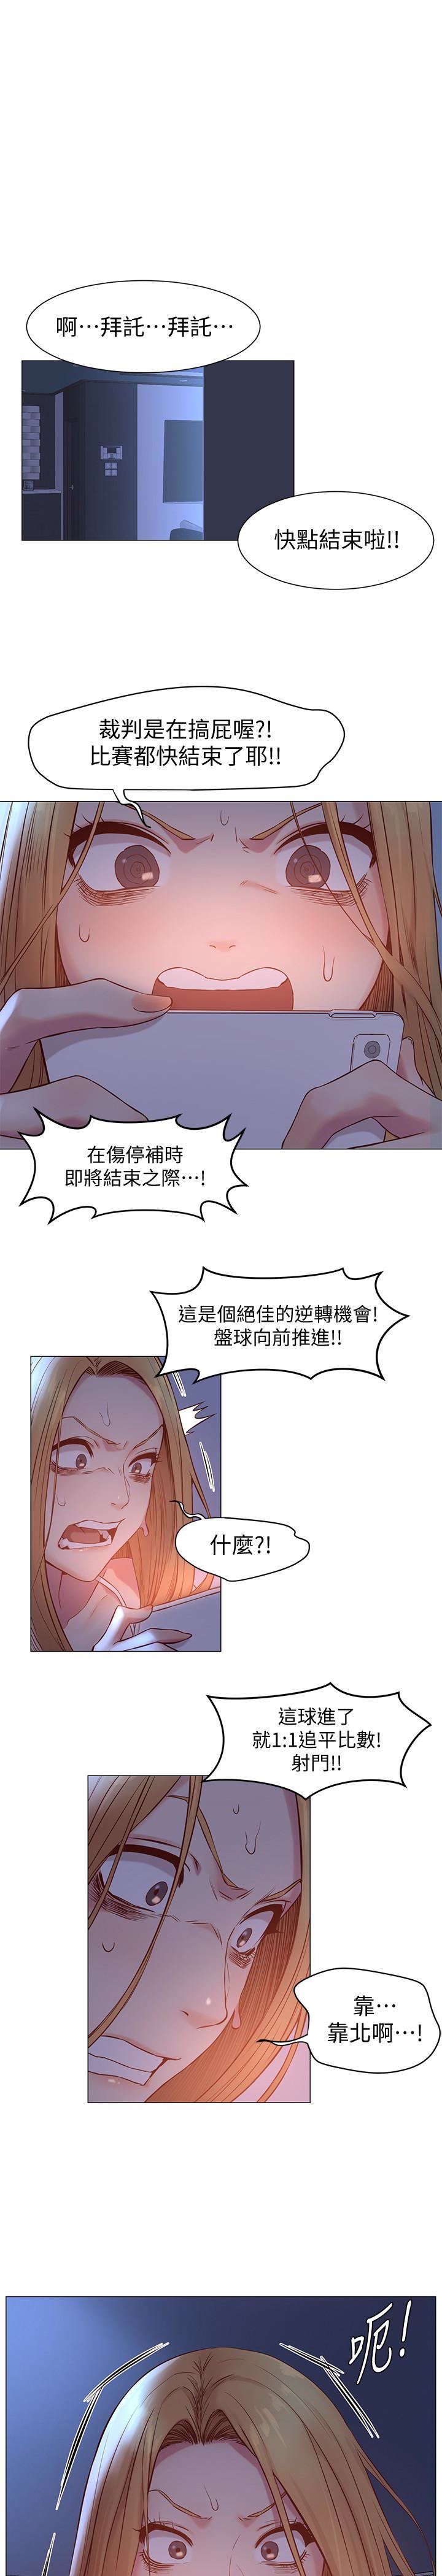 啊…拜託…拜託…
快點結束啦!!
裁判是在搞屁喔?!
比賽都快結束了耶!!
在傷停補時
即將結束之際…!
這是個絕佳的逆轉機會!
盤球向前推進!!
什麼?!
這球進了
就1:1追平比數!
射門!!
靠…
靠北啊…!
呃!